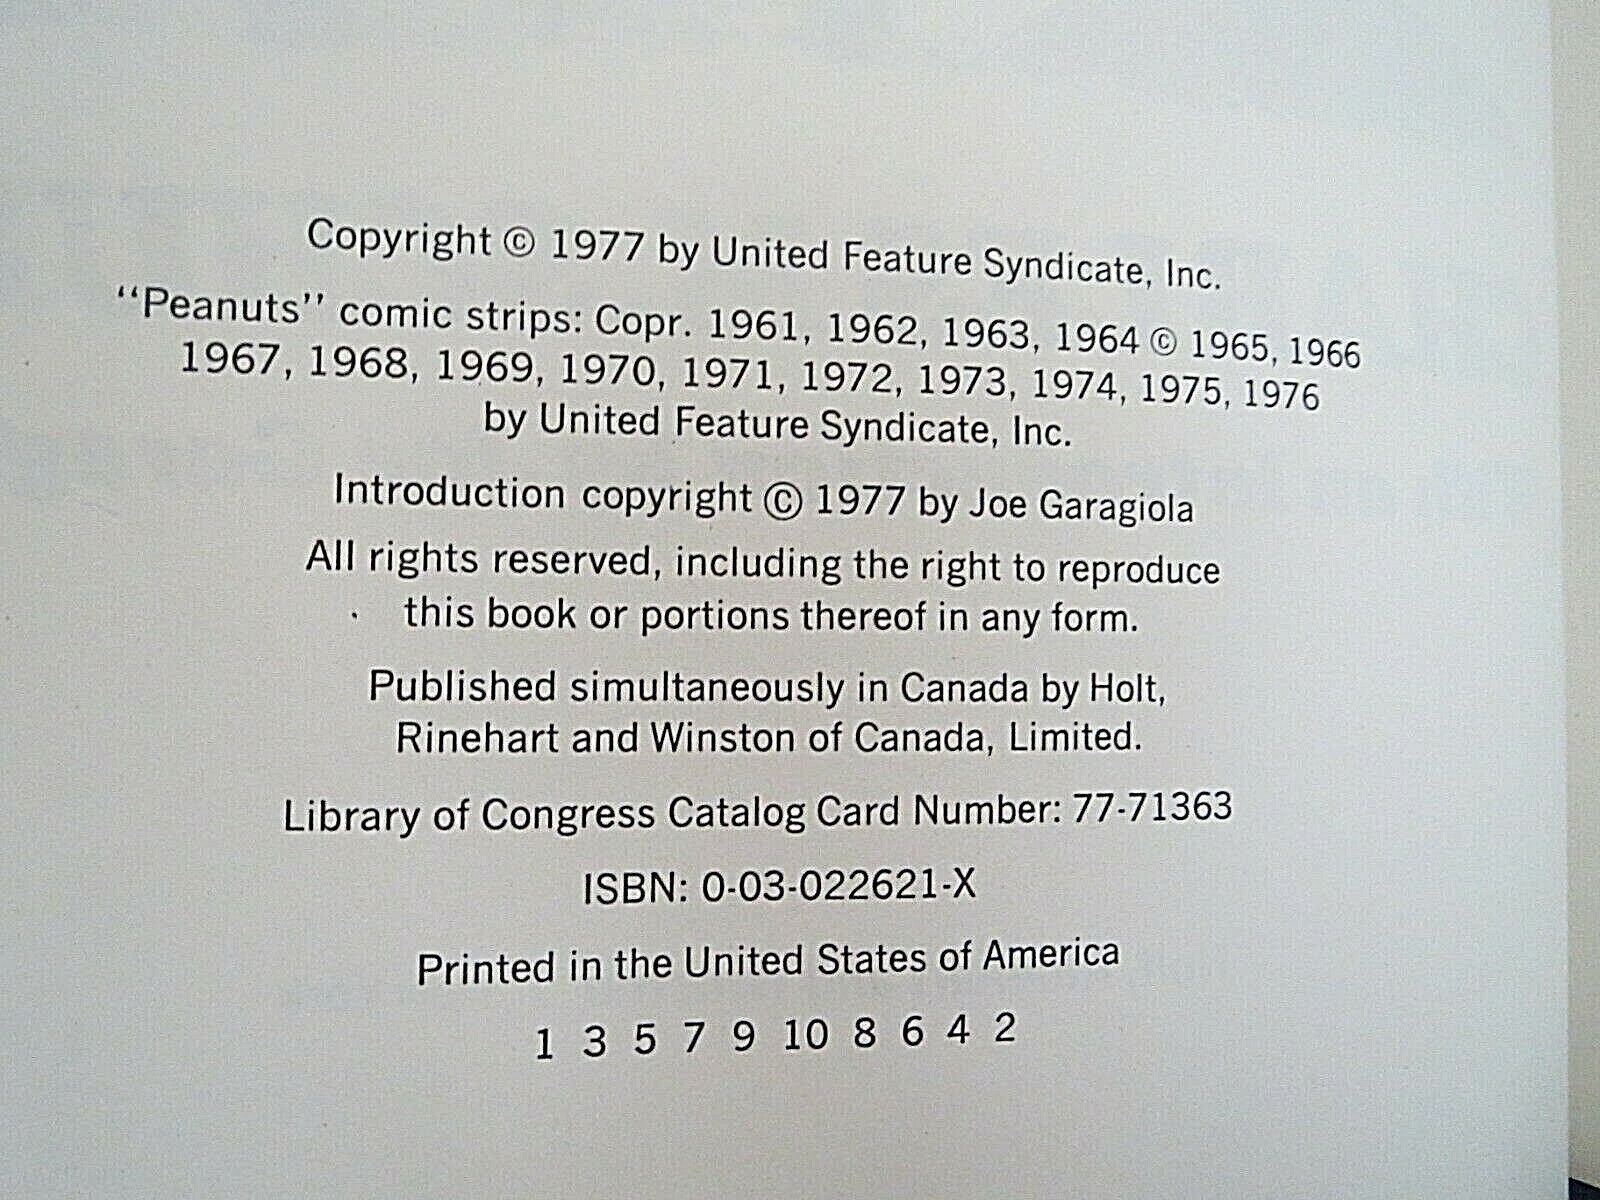 Copyright © 1977 by United Feature Syndicate, Inc.
“Peanuts” comic strips: Copr. 1961, 1962, 1963, 1964 © 1965, 1966
1967, 1968, 1969, 1970, 1971, 1972, 1973, 1974, 1975, 1976
by United Feature Syndicate, Inc.
Introduction copyright © 1977 by Joe Garagiola
All rights reserved, including the right to reproduce
this book or portions thereof in any form.
Published simultaneously in Canada by Holt,
Rinehart and Winston of Canada, Limited.
Library of Congress Catalog Card Number: 77-71363
ISBN: 0-03-022621-X
Printed in the United States of America
1 3 5 7 9 10 8 6 4 2